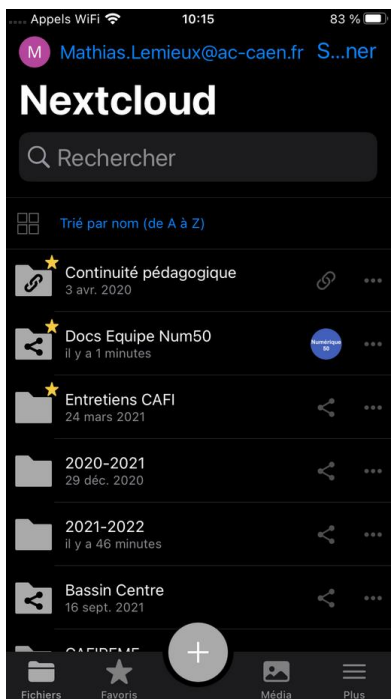 Appels WiFi 10:15 83 %
M Mathias.Lemieux@ac-caen.fr S...ner
Nextcloud
Rechercher
Trié par nom (de A à Z)
Continuité pédagogique
3 avr. 2020
Docs Equipe Num50
il y a 1 minutes
Numérique
50
Entretiens CAFI
24 mars 2021
2020-2021
29 déc. 2020
2021-2022
il y a 46 minutes
Bassin Centre
16 sept. 2021
Fichiers Favoris Média Plus